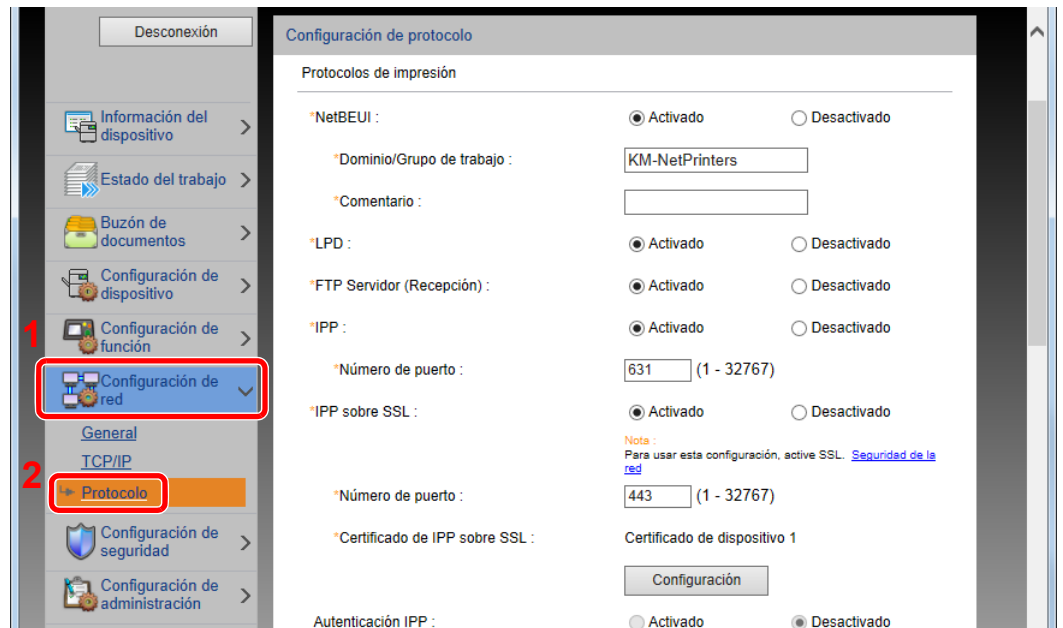 Desconexión
Información del
dispositivo
Estado del trabajo
Buzón de
documentos
Configuración de
dispositivo
1
Configuración de
función
Configuración de
red
General
TCP/IP
2
Protocolo
Configuración de
seguridad
Configuración de
administración
Configuración de protocolo
Protocolos de impresión
*NetBEUI : Activado Desactivado
*Dominio/Grupo de trabajo : KM-NetPrinters
*Comentario :
*LPD : Activado Desactivado
*FTP Servidor (Recepción) : Activado Desactivado
*IPP : Activado Desactivado
*Número de puerto : 631 (1 - 32767)
*IPP sobre SSL : Activado Desactivado
Nota :
Para usar esta configuración, active SSL. Seguridad de la
red
*Número de puerto : 443 (1 - 32767)
*Certificado de IPP sobre SSL : Certificado de dispositivo 1
Configuración
Autenticación IPP : Activado Desactivado